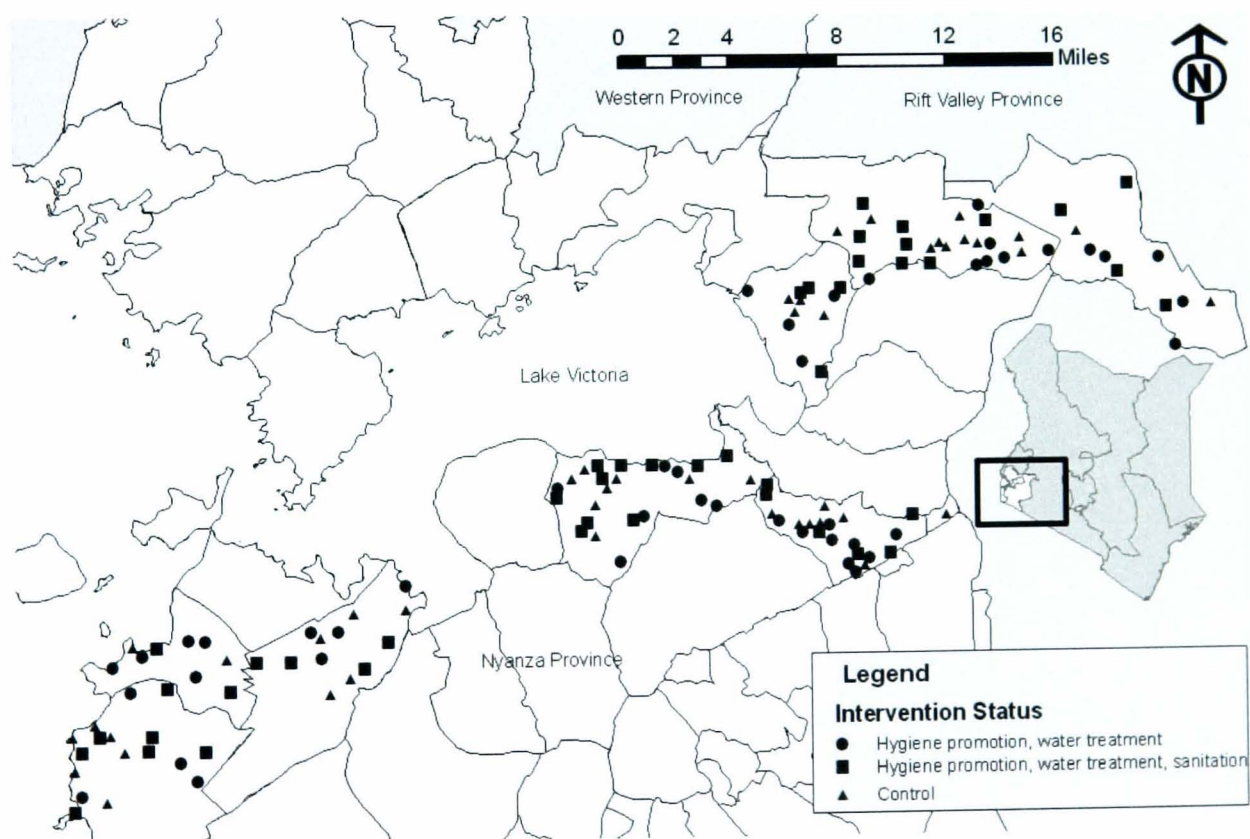 0 2 4 8 12 16
Miles
N
Western Province
Rift Valley Province
Lake Victoria
Nyanza Province
Legend
Intervention Status
Hygiene promotion, water treatment
Hygiene promotion, water treatment, sanitation
Control